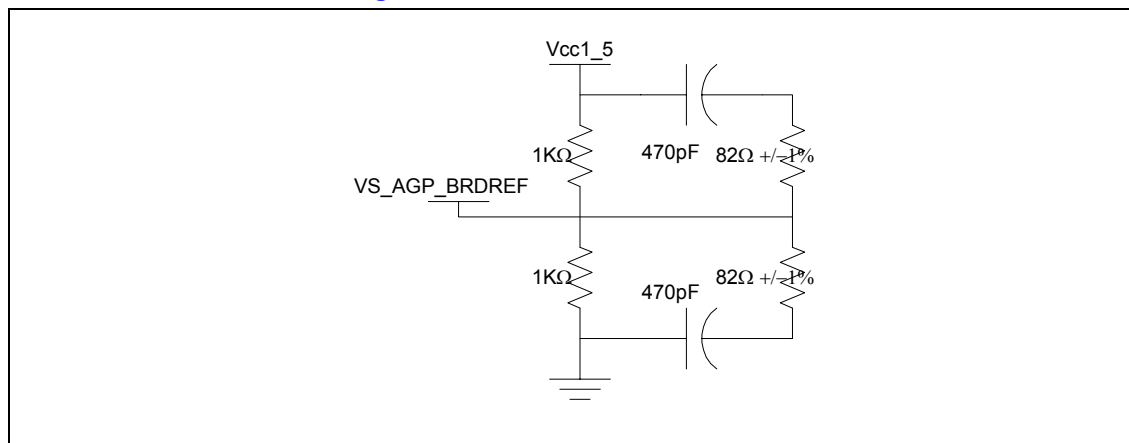 Vcc1_5
1KΩ
470pF
82Ω +/–1%
VS_AGP_BRDREF
1KΩ
470pF
82Ω +/–1%